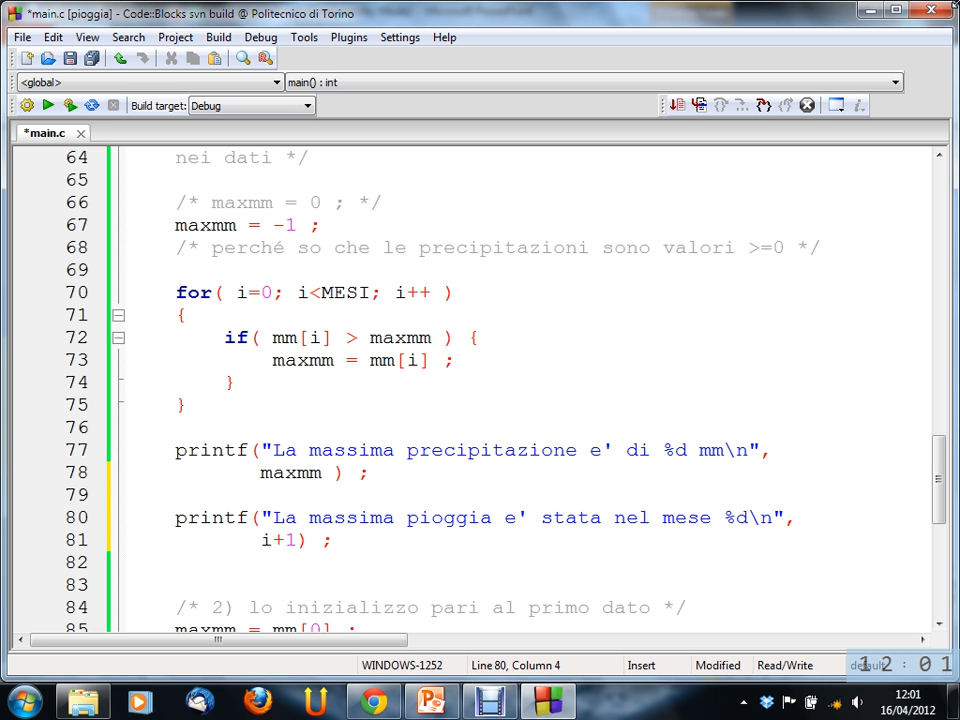 *main.c [pioggia] - Code::Blocks svn build @ Politecnico di Torino
File Edit View Search Project Build Debug Tools Plugins Settings Help
<global> main() : int
Build target: Debug
*main.c
64 nei dati */
65
66 /* maxmm = 0 ; */
67 maxmm = -1 ;
68 /* perché so che le precipitazioni sono valori >=0 */
69
70 for( i=0; i<MESI; i++ )
71 {
72 if( mm[i] > maxmm ) {
73 maxmm = mm[i] ;
74 }
75 }
76
77 printf("La massima precipitazione e' di %d mm\n",
78 maxmm ) ;
79
80 printf("La massima pioggia e' stata nel mese %d\n",
81 i+1) ;
82
83
84 /* 2) lo inizializzo pari al primo dato */
85 maxmm = mm[0] ;
WINDOWS-1252 Line 80, Column 4 Insert Modified Read/Write default
12:01
12:01
16/04/2012